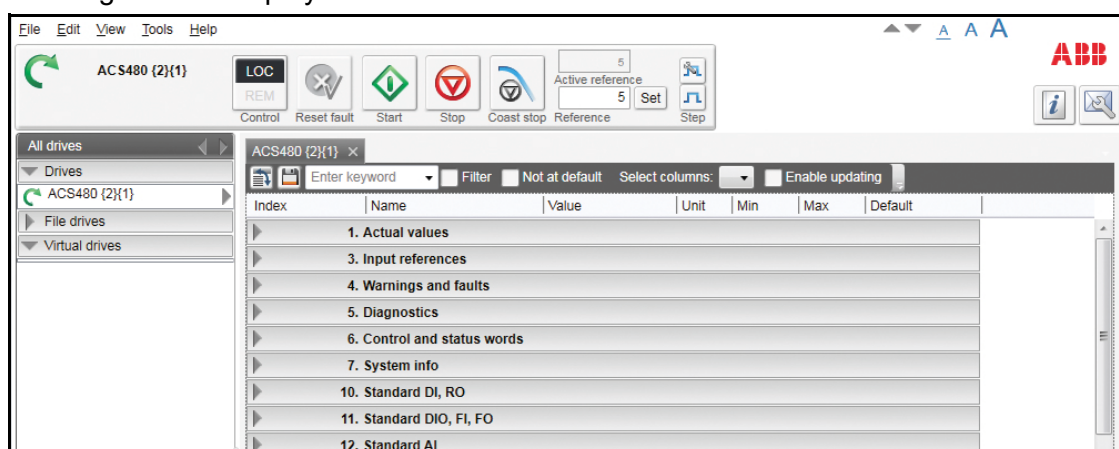 File Edit View Tools Help A A A
ABB
ACS480 {2}{1}
LOC
REM
Control Reset fault Start Stop Coast stop
5
Active reference
5 Set
Reference
Step
i
All drives
Drives
ACS480 {2}{1}
File drives
Virtual drives
ACS480 {2}{1} ×
Enter keyword Filter Not at default Select columns: Enable updating
Index Name Value Unit Min Max Default
1. Actual values
3. Input references
4. Warnings and faults
5. Diagnostics
6. Control and status words
7. System info
10. Standard DI, RO
11. Standard DIO, FI, FO
12. Standard AI